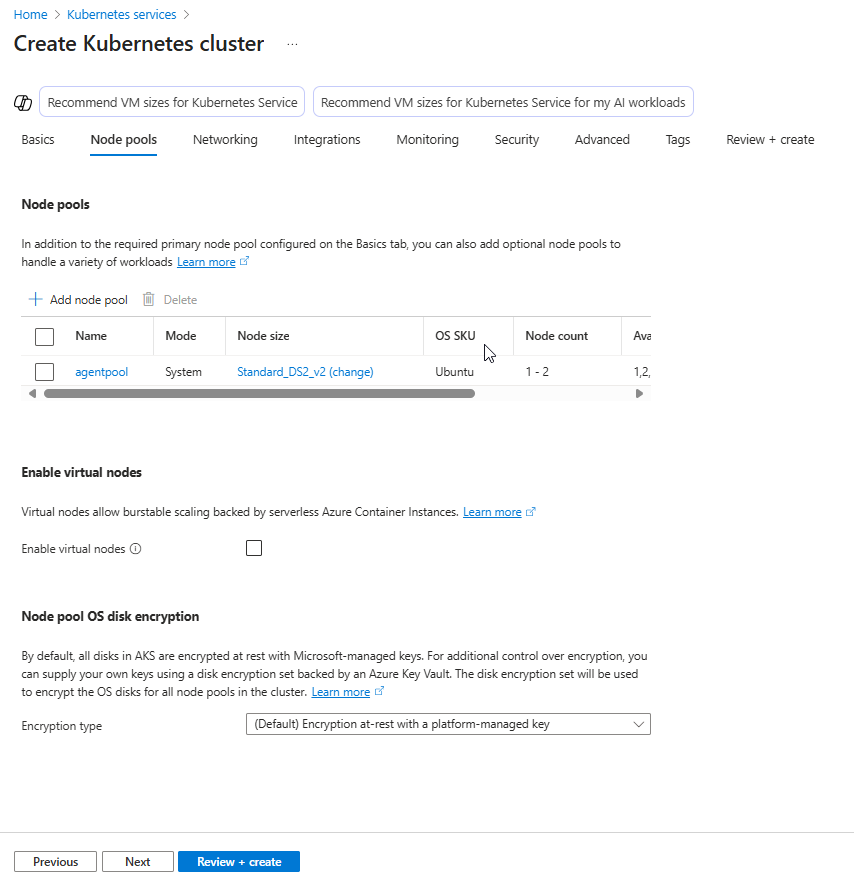 Home > Kubernetes services >
Create Kubernetes cluster ...
Recommend VM sizes for Kubernetes Service
Recommend VM sizes for Kubernetes Service for my AI workloads
Basics Node pools Networking Integrations Monitoring Security Advanced Tags Review + create
Node pools
In addition to the required primary node pool configured on the Basics tab, you can also add optional node pools to
handle a variety of workloads Learn more
Add node pool Delete
Name Mode Node size OS SKU Node count Ava
agentpool System Standard_DS2_v2 (change) Ubuntu 1 - 2 1,2,
Enable virtual nodes
Virtual nodes allow burstable scaling backed by serverless Azure Container Instances. Learn more
Enable virtual nodes
Node pool OS disk encryption
By default, all disks in AKS are encrypted at rest with Microsoft-managed keys. For additional control over encryption, you
can supply your own keys using a disk encryption set backed by an Azure Key Vault. The disk encryption set will be used
to encrypt the OS disks for all node pools in the cluster. Learn more
Encryption type (Default) Encryption at-rest with a platform-managed key
Previous Next Review + create